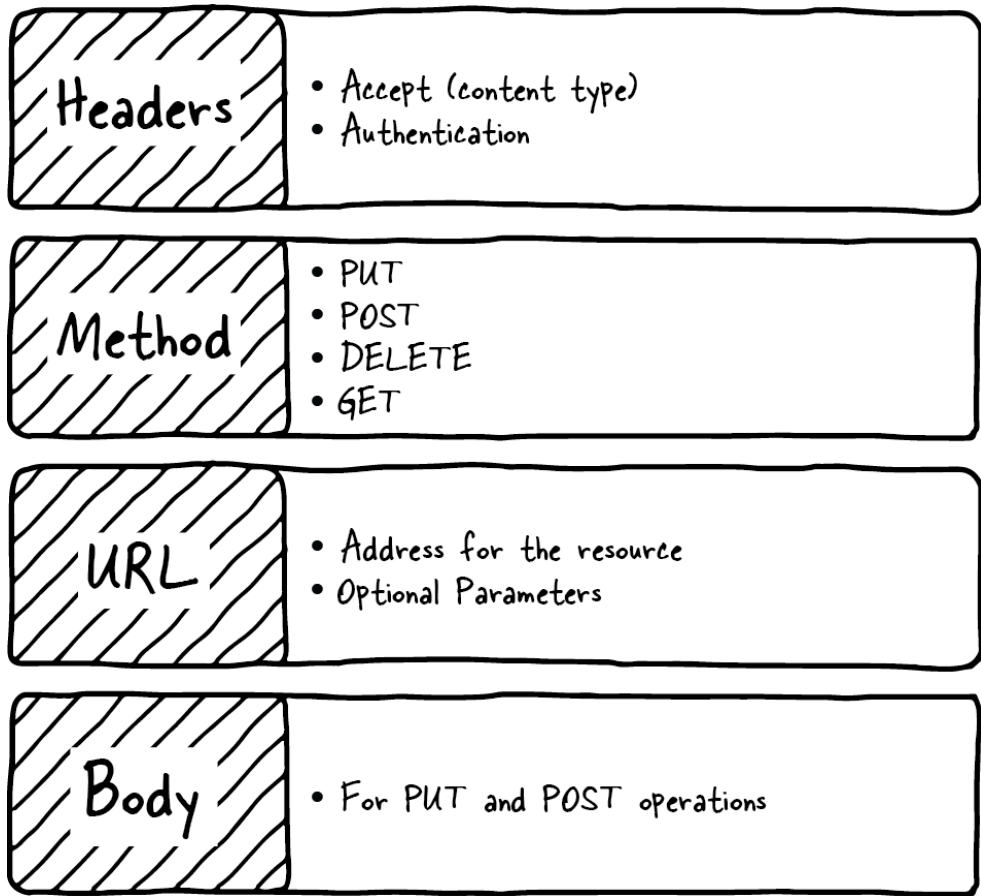 Headers
• Accept (content type)
• Authentication
Method
• PUT
• POST
• DELETE
• GET
URL
• Address for the resource
• Optional Parameters
Body
• For PUT and POST operations